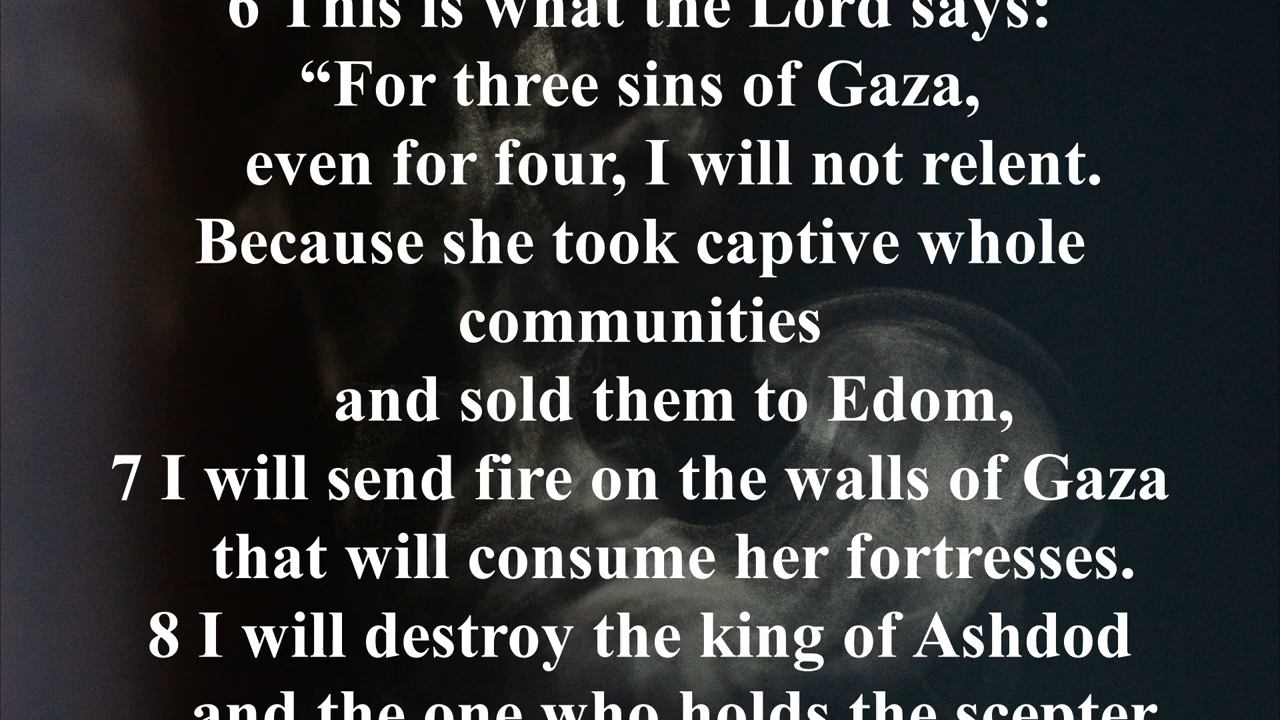 6 This is what the Lord says:
“For three sins of Gaza,
even for four, I will not relent.
Because she took captive whole
communities
and sold them to Edom,
7 I will send fire on the walls of Gaza
that will consume her fortresses.
8 I will destroy the king of Ashdod
and the one who holds the scepter